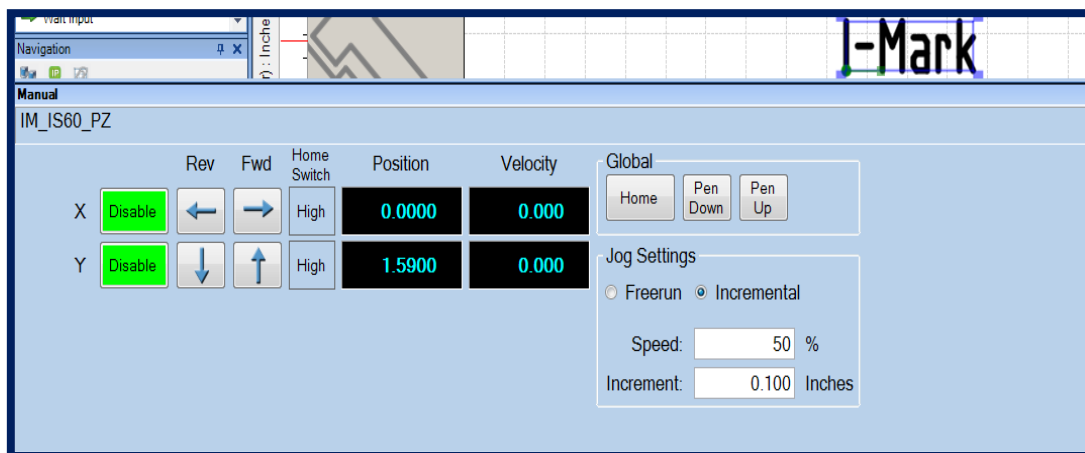 Wait Input
Navigation
r) : Inche
I-Mark
IP
Manual
IM_IS60_PZ
Rev Fwd Home Switch Position Velocity
X Disable High 0.0000 0.000
Y Disable High 1.5900 0.000
Global
Home Pen Down Pen Up
Jog Settings
Freerun Incremental
Speed: 50 %
Increment: 0.100 Inches